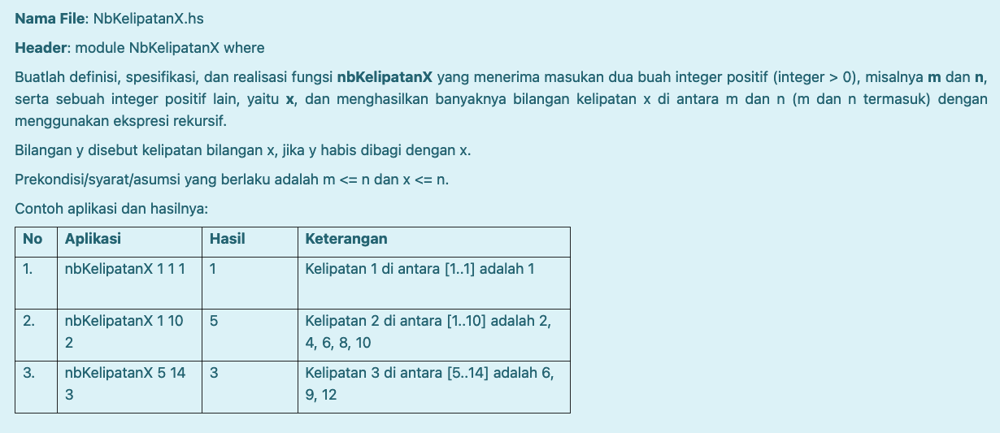 Nama File: NbKelipatanX.hs
Header: module NbKelipatanX where
Buatlah definisi, spesifikasi, dan realisasi fungsi nbKelipatanX yang menerima masukan dua buah integer positif (integer > 0), misalnya m dan n,
serta sebuah integer positif lain, yaitu x, dan menghasilkan banyaknya bilangan kelipatan x di antara m dan n (m dan n termasuk) dengan
menggunakan ekspresi rekursif.
Bilangan y disebut kelipatan bilangan x, jika y habis dibagi dengan x.
Prekondisi/syarat/asumsi yang berlaku adalah m <= n dan x <= n.
Contoh aplikasi dan hasilnya:
No Aplikasi Hasil Keterangan
1. nbKelipatanX 1 1 1 1 Kelipatan 1 di antara [1..1] adalah 1
2. nbKelipatanX 1 10 5 Kelipatan 2 di antara [1..10] adalah 2,
2 4, 6, 8, 10
3. nbKelipatanX 5 14 3 Kelipatan 3 di antara [5..14] adalah 6,
3 9, 12